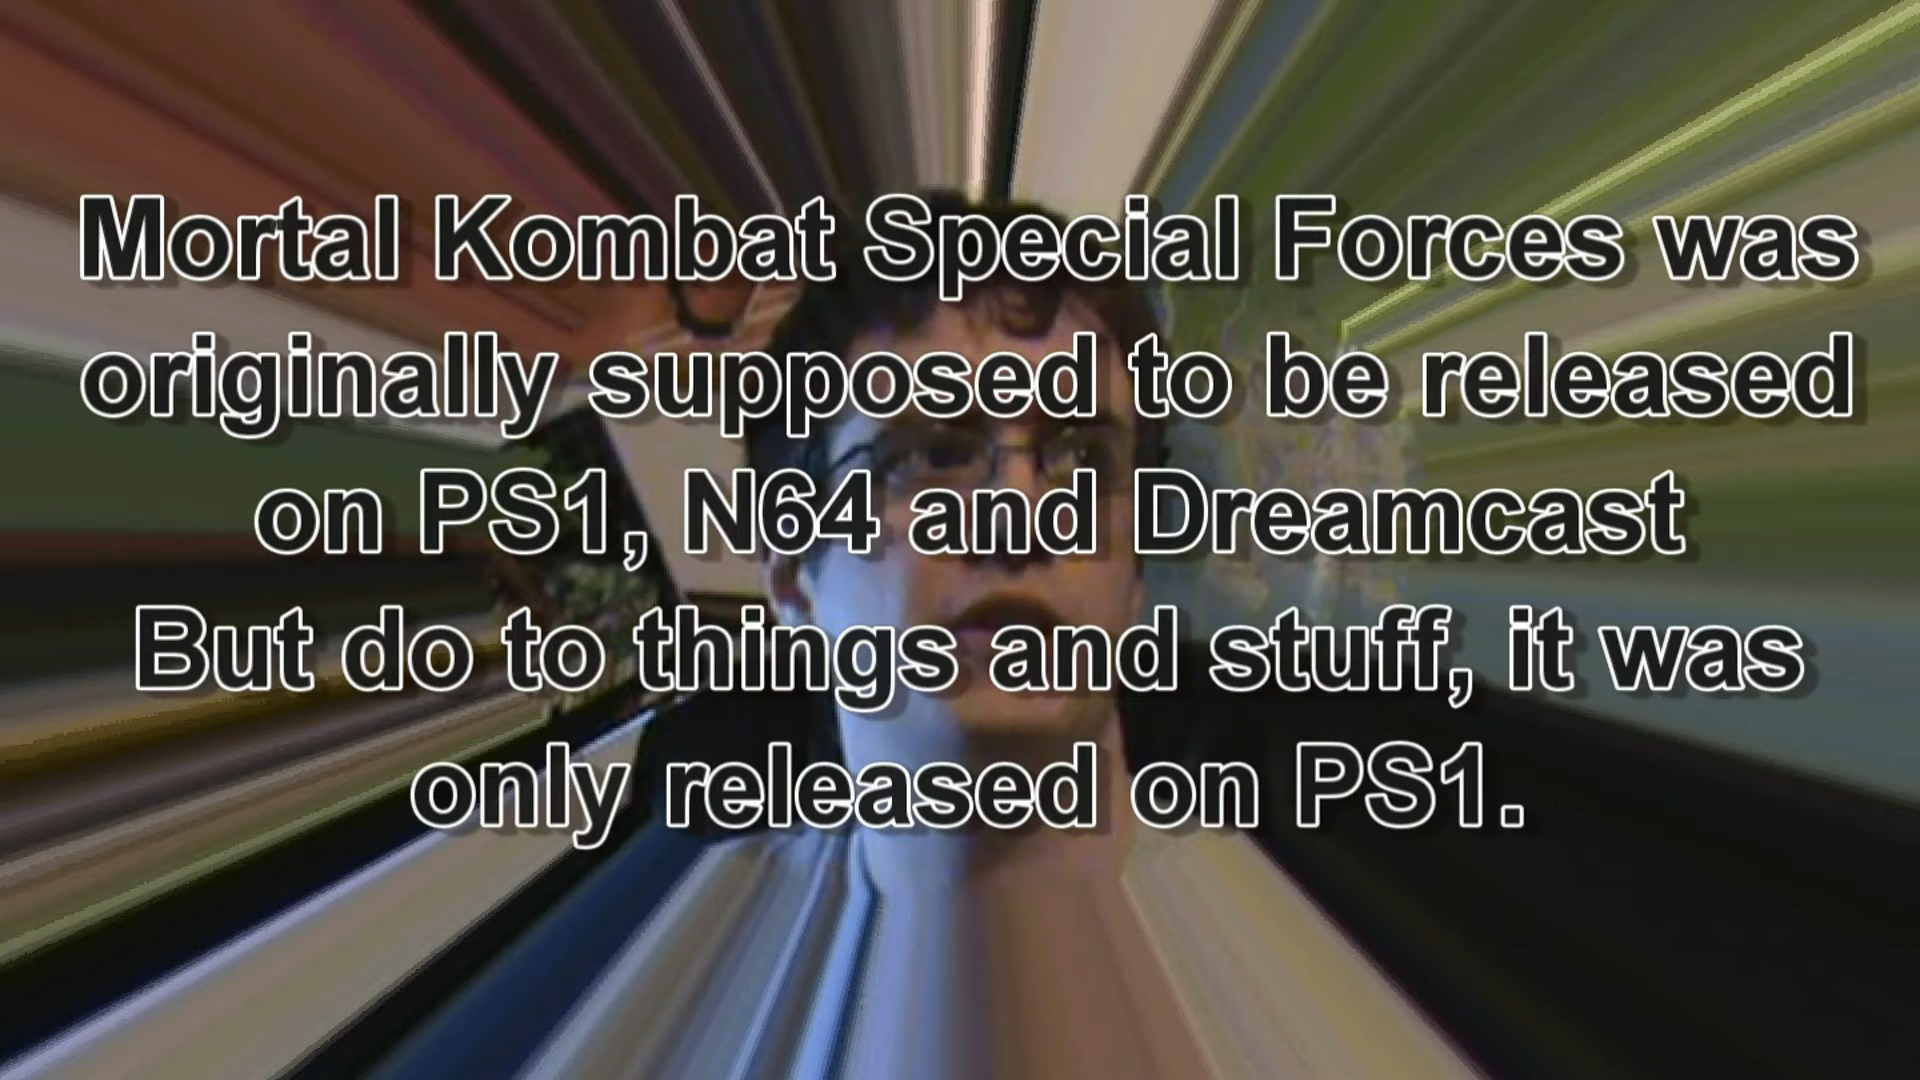 Mortal Kombat Special Forces was
originally supposed to be released
on PS1, N64 and Dreamcast
But do to things and stuff, it was
only released on PS1.